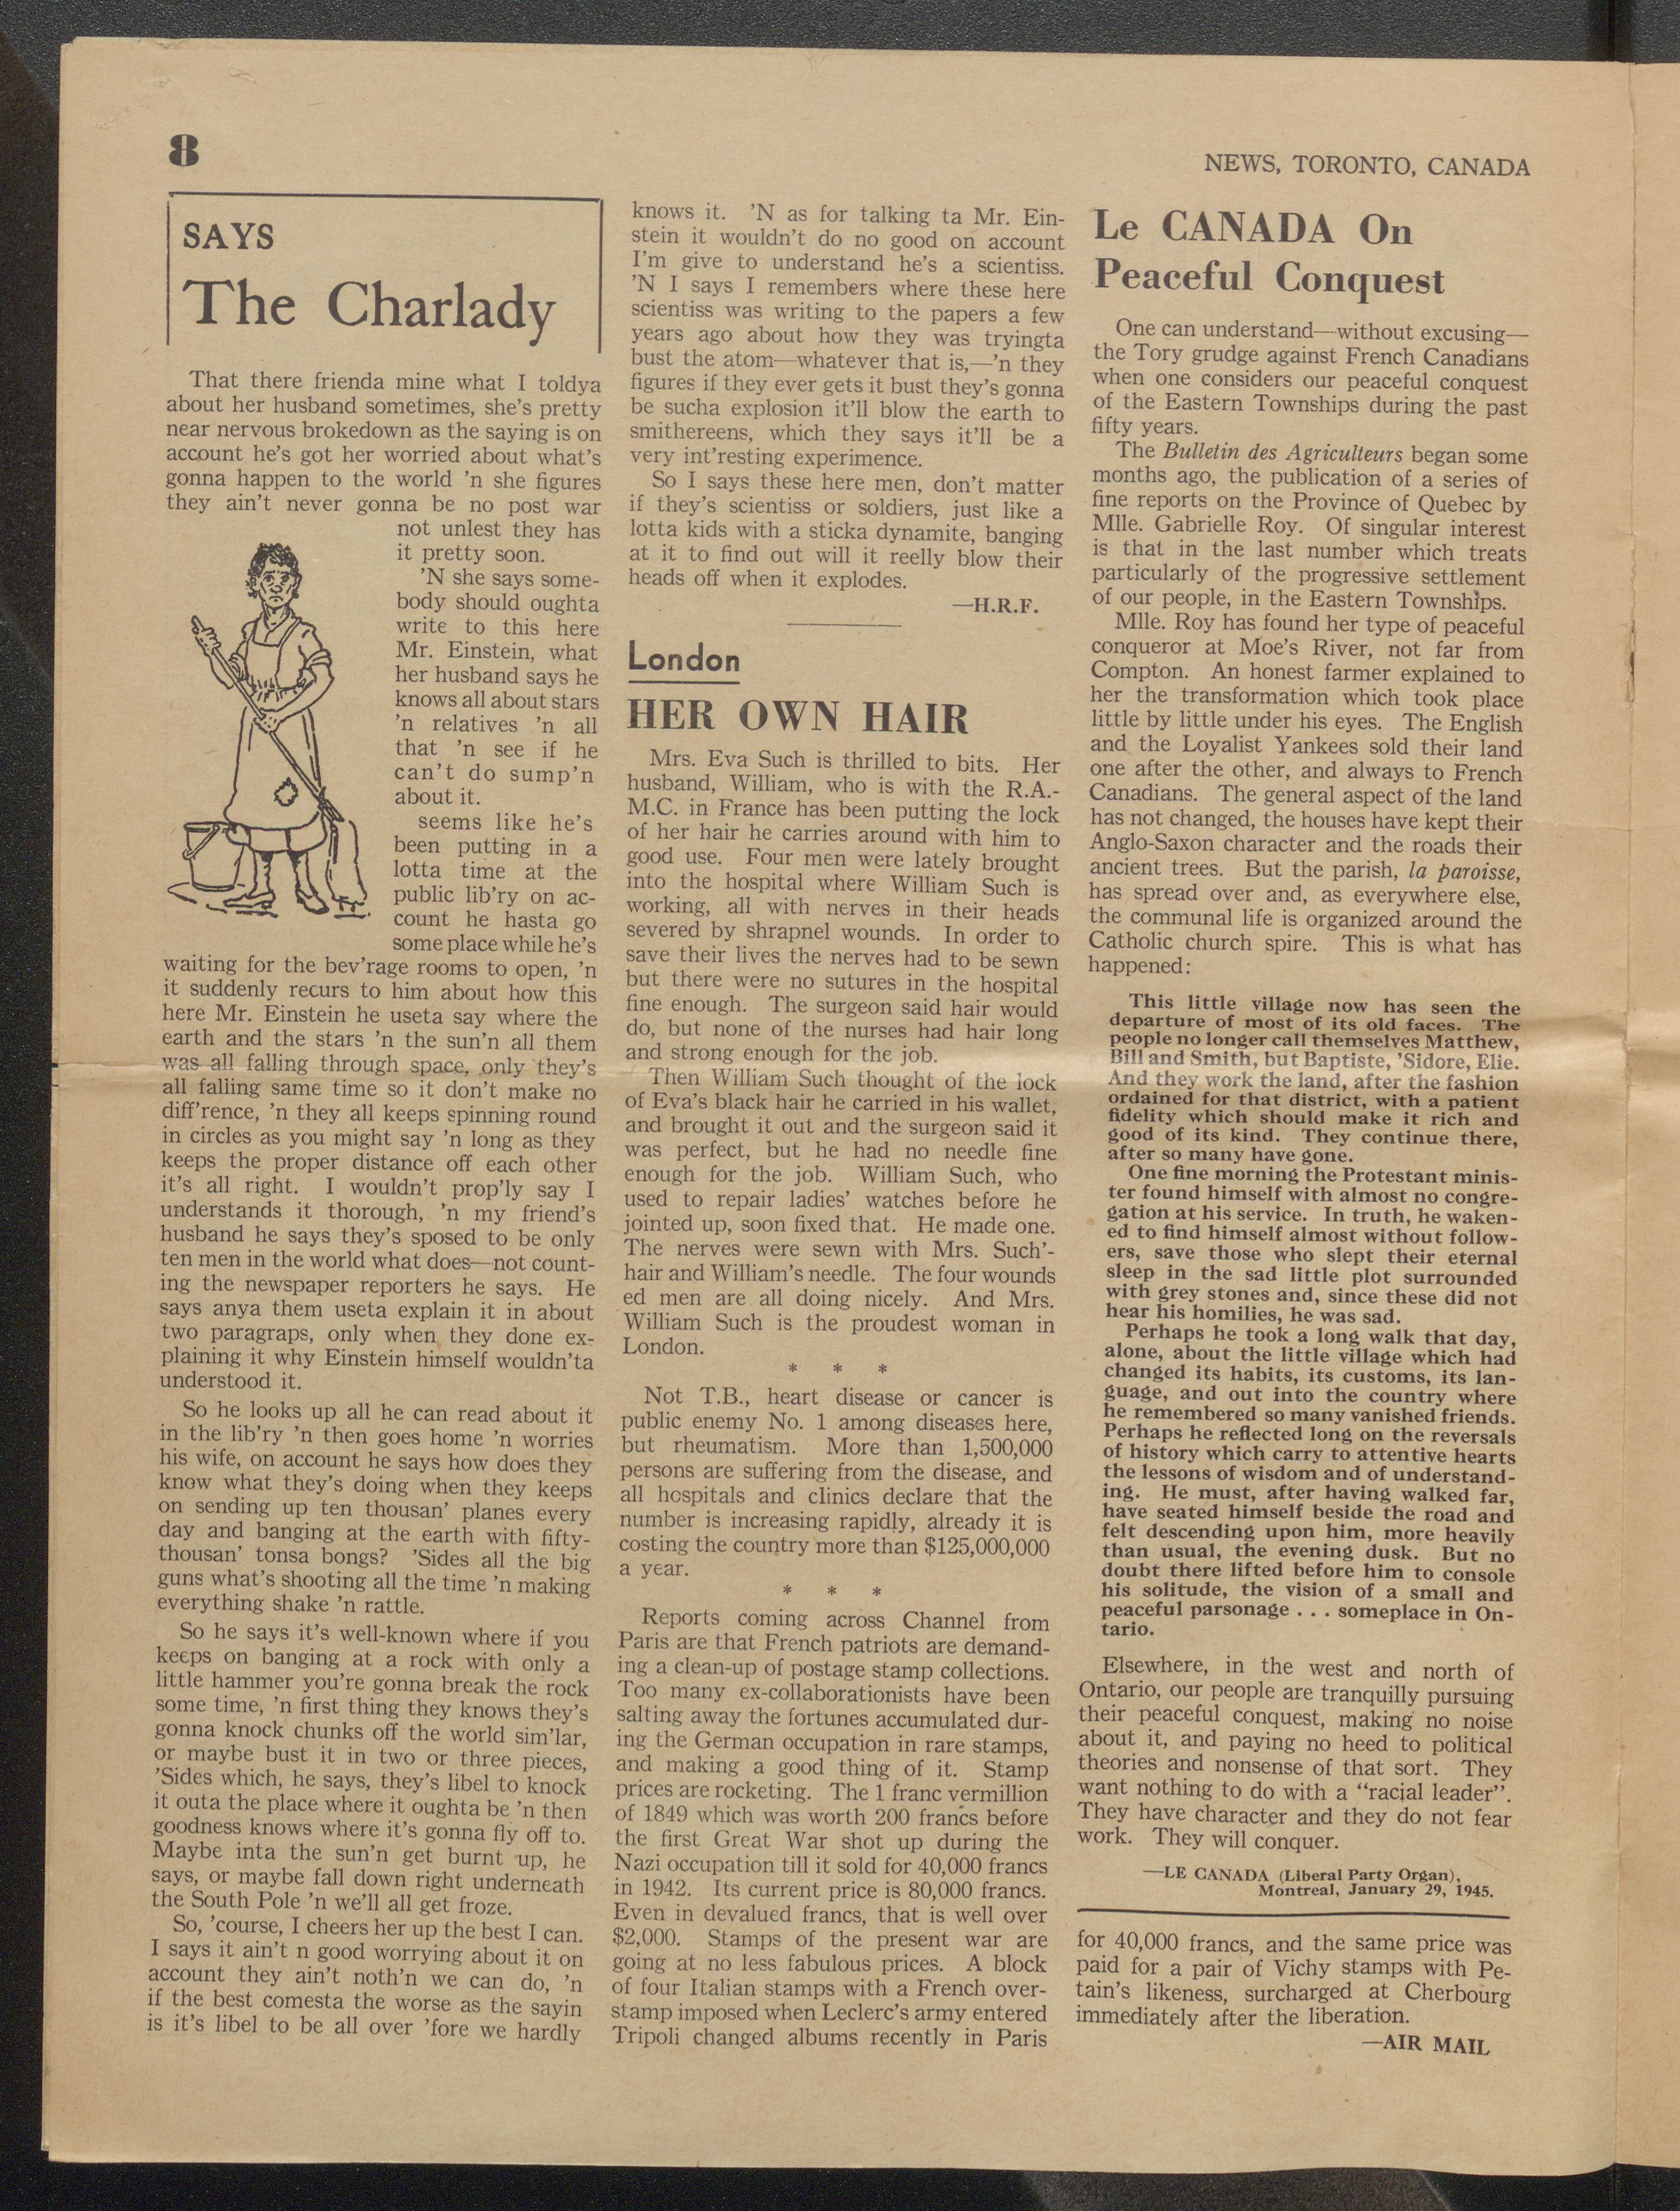 8
NEWS, TORONTO, CANADA
SAYS
The Charlady
That there frienda mine what I toldya
about her husband sometimes, she's pretty
near nervous brokedown as the saying is on
account he's got her worried about what's
gonna happen to the world 'n she figures
they ain't never gonna be no post war
not unlest they has
it pretty soon.
'N she says some-
body should oughta
write to this here
Mr. Einstein, what
her husband says he
knows all about stars
'n relatives 'n all
that 'n see if he
can't do sump'n
about it.
seems like he's
been putting in a
lotta time at the
public lib'ry on ac-
count he hasta go
some place while he's
waiting for the bev'rage rooms to open, 'n
it suddenly recurs to him about how this
here Mr. Einstein he useta say where the
earth and the stars 'n the sun'n all them
was all falling through space, only they's
all falling same time so it don't make no
diff'rence, 'n they all keeps spinning round
in circles as you might say 'n long as they
keeps the proper distance off each other
it's all right. I wouldn't prop'ly say I
understands it thorough, 'n my friend's
husband he says they's sposed to be only
ten men in the world what does—not count-
ing the newspaper reporters he says. He
says anya them useta explain it in about
two paragraps, only when they done ex-
plaining it why Einstein himself wouldn'ta
understood it.
So he looks up all he can read about it
in the lib'ry 'n then goes home 'n worries
his wife, on account he says how does they
know what they's doing when they keeps
on sending up ten thousan' planes every
day and banging at the earth with fifty-
thousan' tonsa bongs? 'Sides all the big
guns what's shooting all the time 'n making
everything shake 'n rattle.
So he says it's well-known where if you
keeps on banging at a rock with only a
little hammer you're gonna break the rock
some time, 'n first thing they knows they's
gonna knock chunks off the world sim'lar,
or maybe bust it in two or three pieces,
'Sides which, he says, they's libel to knock
it outa the place where it oughta be 'n then
goodness knows where it's gonna fly off to.
Maybe inta the sun'n get burnt up, he
says, or maybe fall down right underneath
the South Pole 'n we'll all get froze.
So, 'course, I cheers her up the best I can.
I says it ain't n good worrying about it on
account they ain't noth'n we can do, 'n
if the best comesta the worse as the sayin
is it's libel to be all over 'fore we hardly
knows it. 'N as for talking ta Mr. Ein-
stein it wouldn't do no good on account
I'm give to understand he's a scientiss.
'N I says I remembers where these here
scientiss was writing to the papers a few
years ago about how they was tryingta
bust the atom—whatever that is,—'n they
figures if they ever gets it bust they's gonna
be sucha explosion it'll blow the earth to
smithereens, which they says it'll be a
very int'resting experimence.
So I says these here men, don't matter
if they's scientiss or soldiers, just like a
lotta kids with a sticka dynamite, banging
at it to find out will it reelly blow their
heads off when it explodes.
—H.R.F.
London
HER OWN HAIR
Mrs. Eva Such is thrilled to bits. Her
husband, William, who is with the R.A.-
M.C. in France has been putting the lock
of her hair he carries around with him to
good use. Four men were lately brought
into the hospital where William Such is
working, all with nerves in their heads
severed by shrapnel wounds. In order to
save their lives the nerves had to be sewn
but there were no sutures in the hospital
fine enough. The surgeon said hair would
do, but none of the nurses had hair long
and strong enough for the job.
Then William Such thought of the lock
of Eva's black hair he carried in his wallet,
and brought it out and the surgeon said it
was perfect, but he had no needle fine
enough for the job. William Such, who
used to repair ladies' watches before he
jointed up, soon fixed that. He made one.
The nerves were sewn with Mrs. Such'-
hair and William's needle. The four wounds
ed men are all doing nicely. And Mrs.
William Such is the proudest woman in
London.
* * *
Not T.B., heart disease or cancer is
public enemy No. 1 among diseases here,
but rheumatism. More than 1,500,000
persons are suffering from the disease, and
all hospitals and clinics declare that the
number is increasing rapidly, already it is
costing the country more than $125,000,000
a year.
* * *
Reports coming across Channel from
Paris are that French patriots are demand-
ing a clean-up of postage stamp collections.
Too many ex-collaborationists have been
salting away the fortunes accumulated dur-
ing the German occupation in rare stamps,
and making a good thing of it. Stamp
prices are rocketing. The 1 franc vermillion
of 1849 which was worth 200 francs before
the first Great War shot up during the
Nazi occupation till it sold for 40,000 francs
in 1942. Its current price is 80,000 francs.
Even in devalued francs, that is well over
$2,000. Stamps of the present war are
going at no less fabulous prices. A block
of four Italian stamps with a French over-
stamp imposed when Leclerc's army entered
Tripoli changed albums recently in Paris
Le CANADA On
Peaceful Conquest
One can understand—without excusing—
the Tory grudge against French Canadians
when one considers our peaceful conquest
of the Eastern Townships during the past
fifty years.
The Bulletin des Agriculteurs began some
months ago, the publication of a series of
fine reports on the Province of Quebec by
Mlle. Gabrielle Roy. Of singular interest
is that in the last number which treats
particularly of the progressive settlement
of our people, in the Eastern Townships.
Mlle. Roy has found her type of peaceful
conqueror at Moe's River, not far from
Compton. An honest farmer explained to
her the transformation which took place
little by little under his eyes. The English
and the Loyalist Yankees sold their land
one after the other, and always to French
Canadians. The general aspect of the land
has not changed, the houses have kept their
Anglo-Saxon character and the roads their
ancient trees. But the parish, la paroisse,
has spread over and, as everywhere else,
the communal life is organized around the
Catholic church spire. This is what has
happened:
This little village now has seen the
departure of most of its old faces. The
people no longer call themselves Matthew,
Bill and Smith, but Baptiste, 'Sidore, Elie.
And they work the land, after the fashion
ordained for that district, with a patient
fidelity which should make it rich and
good of its kind. They continue there,
after so many have gone.
One fine morning the Protestant minis-
ter found himself with almost no congre-
gation at his service. In truth, he waken-
ed to find himself almost without follow-
ers, save those who slept their eternal
sleep in the sad little plot surrounded
with grey stones and, since these did not
hear his homilies, he was sad.
Perhaps he took a long walk that day,
alone, about the little village which had
changed its habits, its customs, its lan-
guage, and out into the country where
he remembered so many vanished friends.
Perhaps he reflected long on the reversals
of history which carry to attentive hearts
the lessons of wisdom and of understand-
ing. He must, after having walked far,
have seated himself beside the road and
felt descending upon him, more heavily
than usual, the evening dusk. But no
doubt there lifted before him to console
his solitude, the vision of a small and
peaceful parsonage . . . someplace in On-
tario.
Elsewhere, in the west and north of
Ontario, our people are tranquilly pursuing
their peaceful conquest, making no noise
about it, and paying no heed to political
theories and nonsense of that sort. They
want nothing to do with a "racial leader".
They have character and they do not fear
work. They will conquer.
—LE CANADA (Liberal Party Organ),
Montreal, January 29, 1945.
for 40,000 francs, and the same price was
paid for a pair of Vichy stamps with Pe-
tain's likeness, surcharged at Cherbourg
immediately after the liberation.
—AIR MAIL